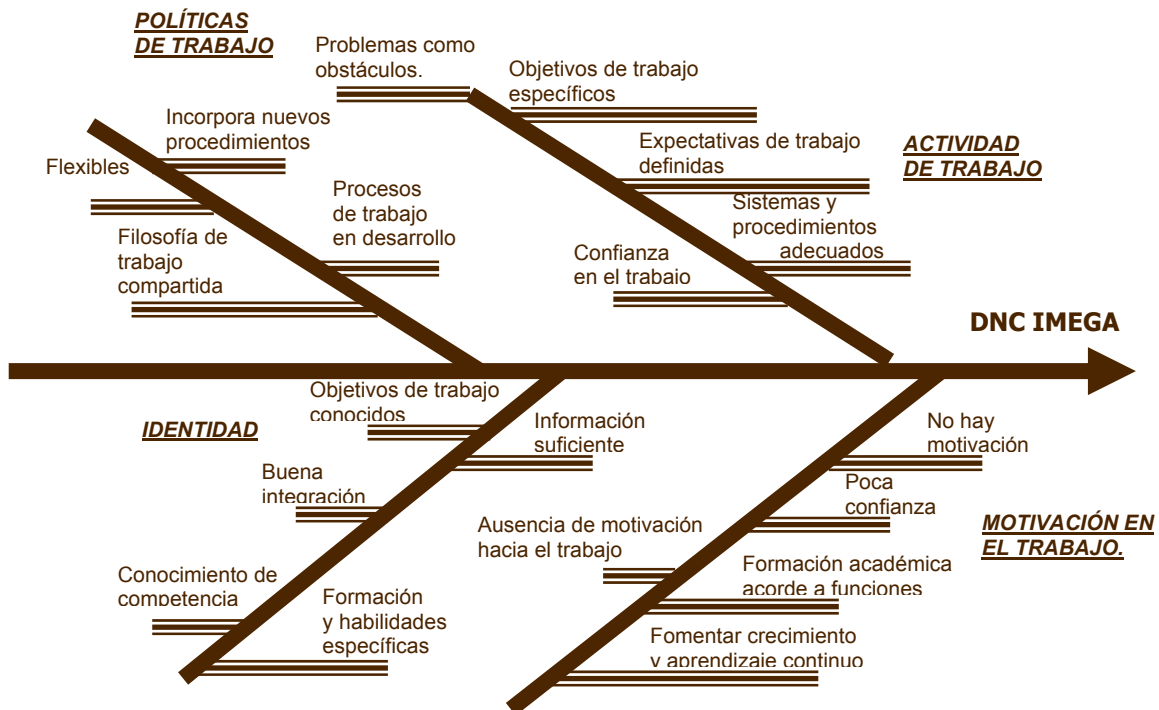 POLÍTICAS
DE TRABAJO
Problemas como
obstáculos.
Objetivos de trabajo
específicos
Incorpora nuevos
procedimientos
Expectativas de trabajo
definidas
ACTIVIDAD
DE TRABAJO
Flexibles
Procesos
de trabajo
en desarrollo
Sistemas y
procedimientos
adecuados
Filosofía de
trabajo
compartida
Confianza
en el trabajo
DNC IMEGA
Objetivos de trabajo
conocidos
IDENTIDAD
Información
suficiente
No hay
motivación
Buena
integración
Poca
confianza
Ausencia de motivación
hacia el trabajo
MOTIVACIÓN EN
EL TRABAJO.
Conocimiento de
competencia
Formación
y habilidades
específicas
Formación académica
acorde a funciones
Fomentar crecimiento
y aprendizaje continuo